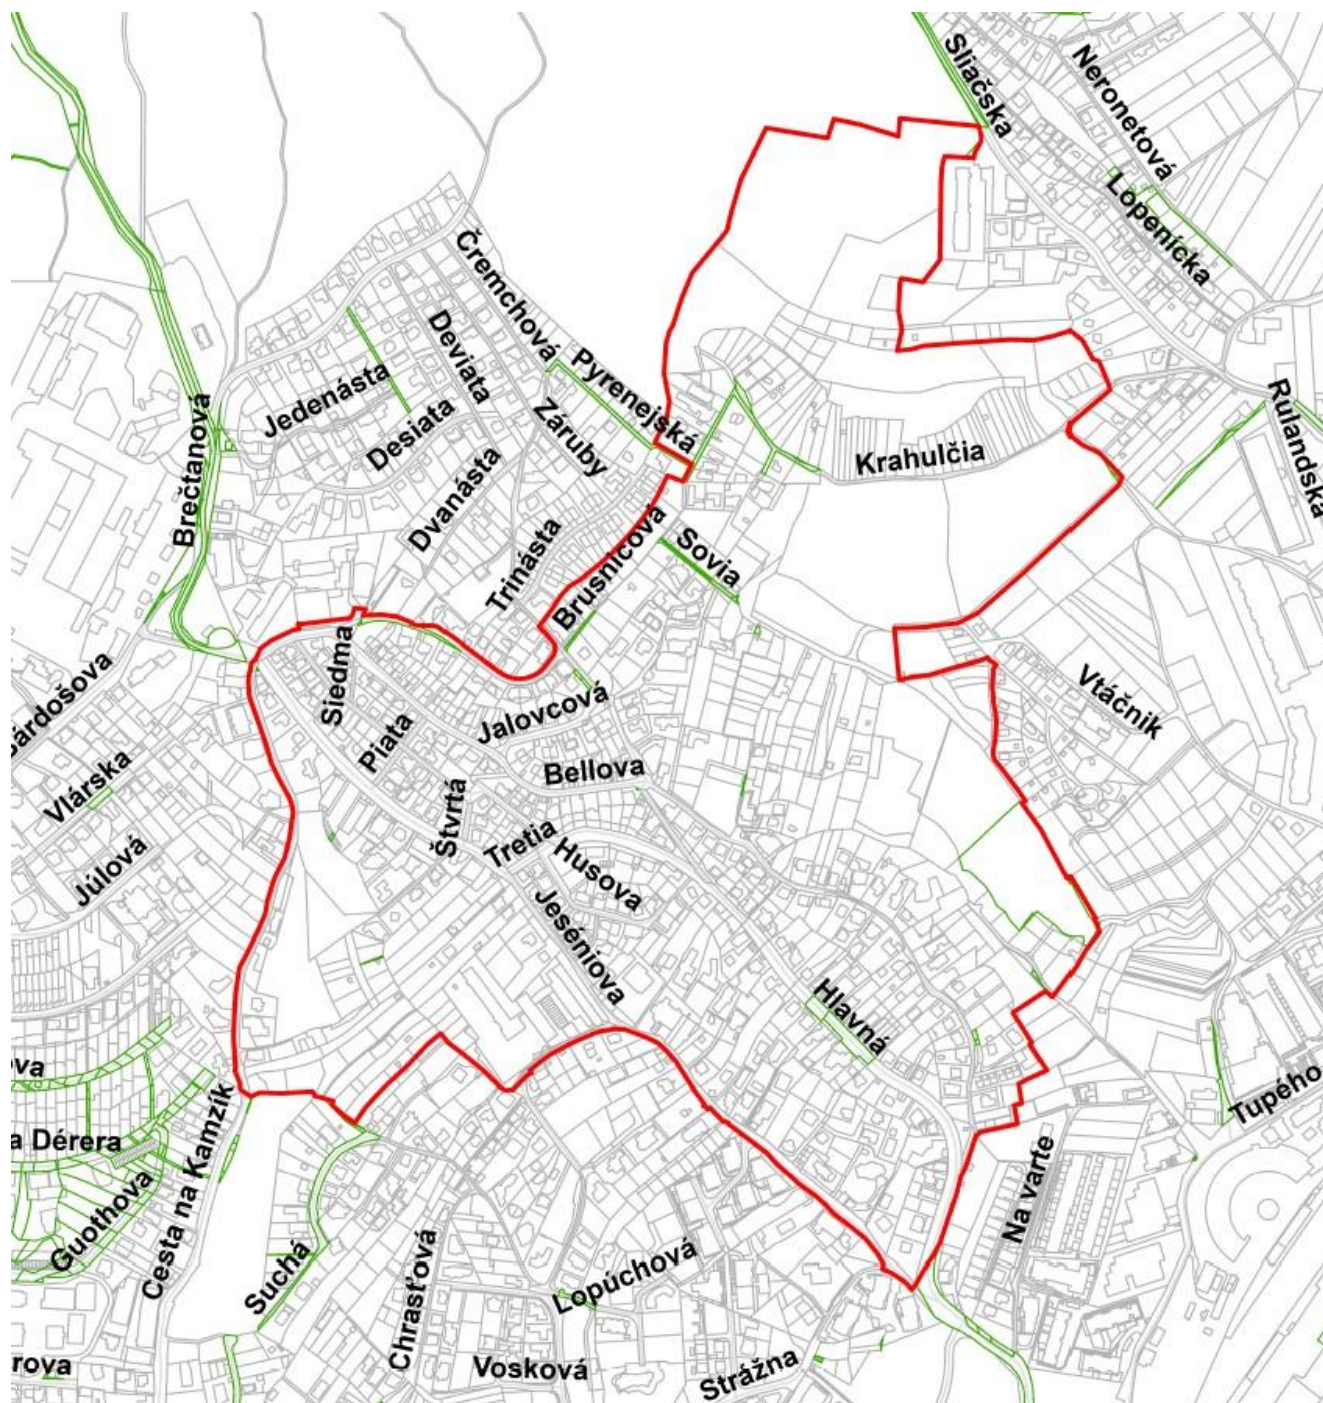 Sliačska
Neronetová
Lopenícka
Čremchová
Deviata
Pyrenejská
Jedenásta
Desiata
Záruby
Rulandská
Brečtanová
Dvanásta
Krahulčia
Trinásta
Brusnicová
Sovia
Siedma
Bárdošova
Vtáčnik
Jalovcová
Piata
Vlárska
Bellova
Štvrtá
Tretia
Júlová
Husova
Jeséniova
Hlavná
ova
Tupého
a Dérera
Cesta na Kamzík
Guothova
Na varte
Suchá
Chrasťová
Lopúchová
rova
Vosková
Strážna